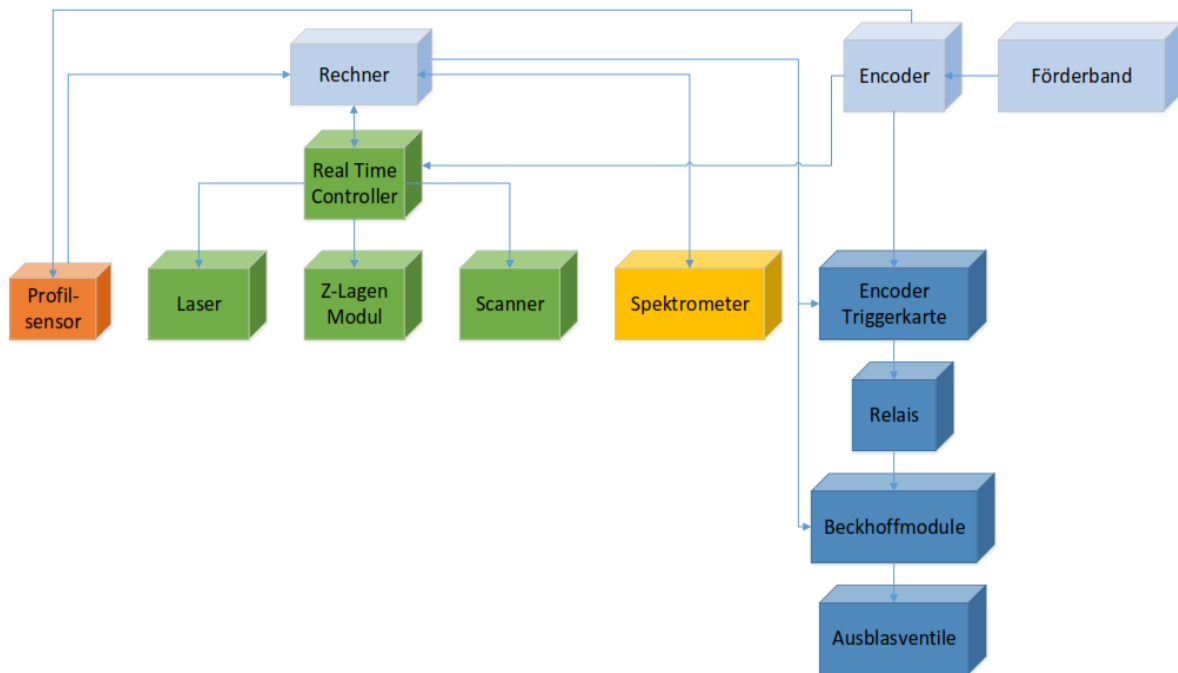 Rechner
Encoder
Förderband
Real Time
Controller
Profil-
sensor
Laser
Z-Lagen
Modul
Scanner
Spektrometer
Encoder
Triggerkarte
Relais
Beckhoffmodule
Ausblasventile